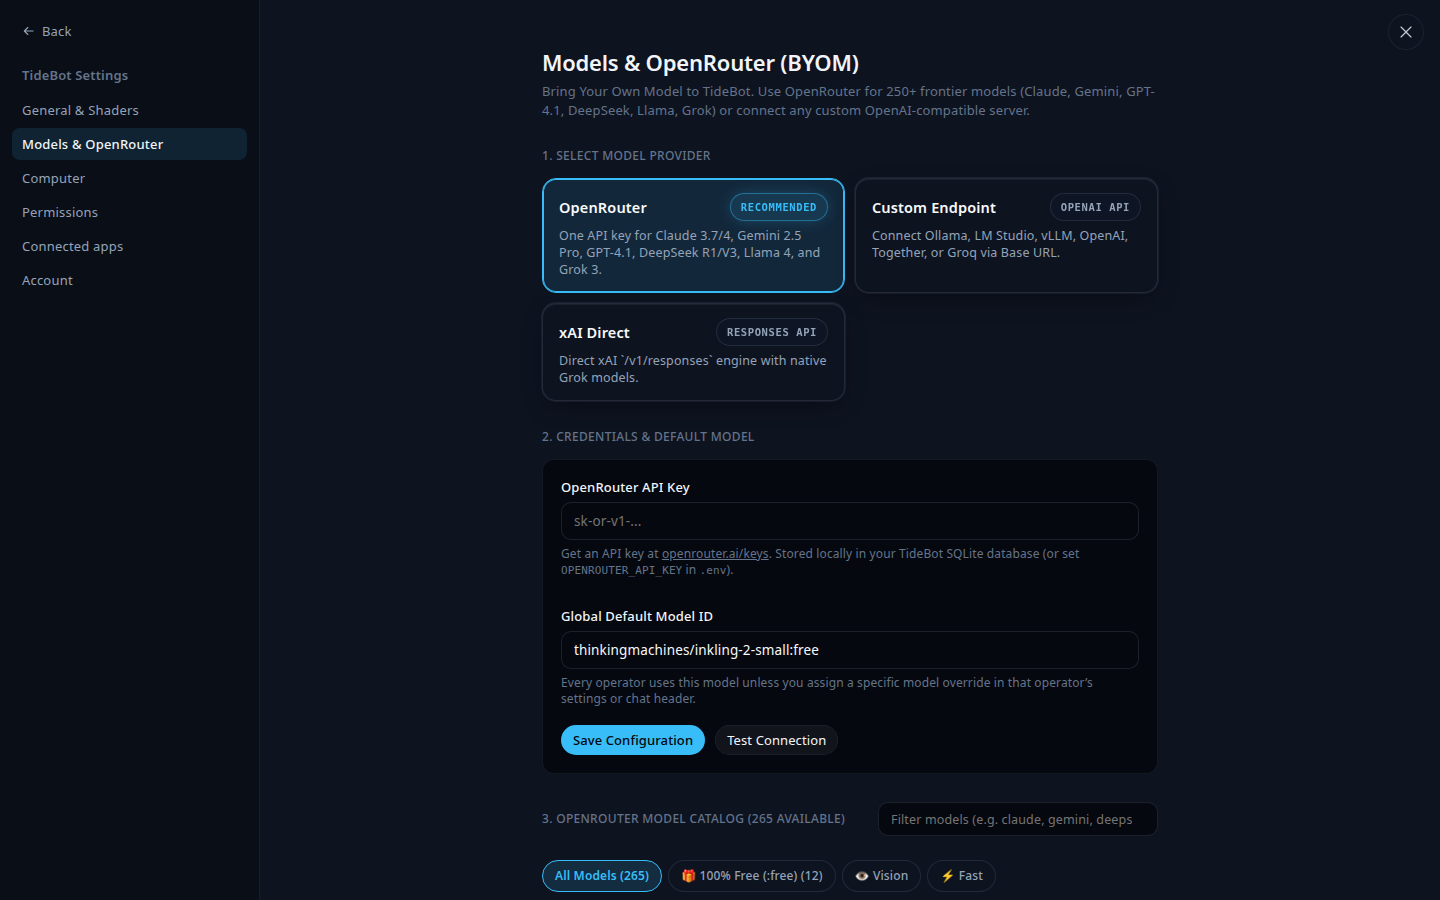 Back
TideBot Settings
General & Shaders
Models & OpenRouter
Computer
Permissions
Connected apps
Account
Models & OpenRouter (BYOM)
Bring Your Own Model to TideBot. Use OpenRouter for 250+ frontier models (Claude, Gemini, GPT-
4.1, DeepSeek, Llama, Grok) or connect any custom OpenAI-compatible server.
1. SELECT MODEL PROVIDER
OpenRouter
RECOMMENDED
One API key for Claude 3.7/4, Gemini 2.5
Pro, GPT-4.1, DeepSeek R1/V3, Llama 4, and
Grok 3.
Custom Endpoint
OPENAI API
Connect Ollama, LM Studio, vLLM, OpenAI,
Together, or Groq via Base URL.
xAI Direct
RESPONSES API
Direct xAI `/v1/responses` engine with native
Grok models.
2. CREDENTIALS & DEFAULT MODEL
OpenRouter API Key
sk-or-v1-...
Get an API key at openrouter.ai/keys. Stored locally in your TideBot SQLite database (or set
OPENROUTER_API_KEY in .env).
Global Default Model ID
thinkingmachines/inkling-2-small:free
Every operator uses this model unless you assign a specific model override in that operator's
settings or chat header.
Save Configuration
Test Connection
3. OPENROUTER MODEL CATALOG (265 AVAILABLE)
Filter models (e.g. claude, gemini, deeps
All Models (265)
🎁 100% Free (:free) (12)
👁️ Vision
⚡ Fast